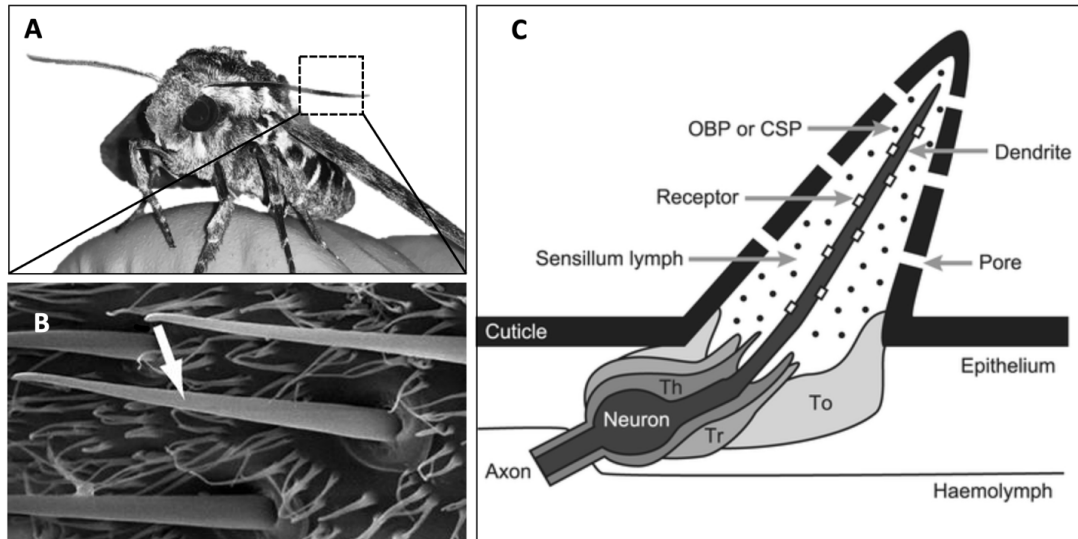 A
B
C
OBP or CSP
Dendrite
Receptor
Sensillum lymph
Pore
Cuticle
Epithelium
Th
To
Neuron
Tr
Axon
Haemolymph